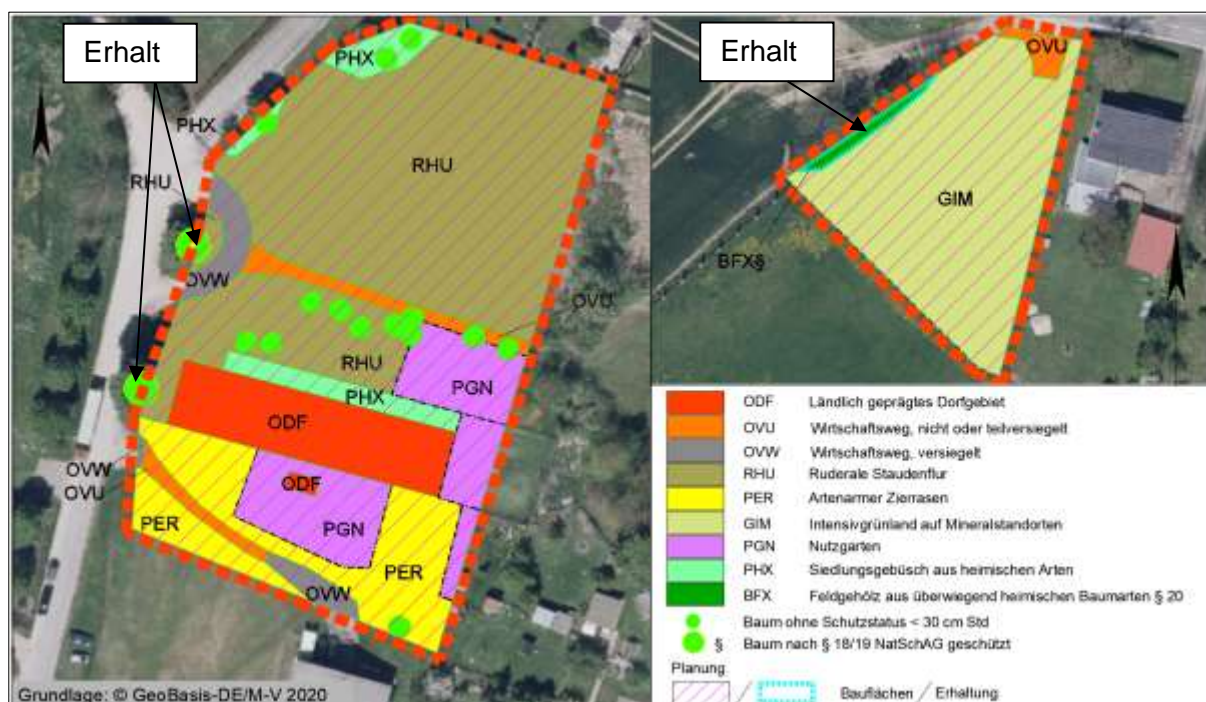 Erhalt
PHX
PHX
RHU
RHU
OVW
OVU
RHU
PGN
PHX
ODF
OVW
OVU
ODF
PGN
PER
PER
OVW
Grundlage: © GeoBasis-DE/M-V 2020
Erhalt
OVU
GIM
BFX§
ODF Ländlich geprägtes Dorfgebiet
OVU Wirtschaftsweg, nicht oder teilversiegelt
OVW Wirtschaftsweg, versiegelt
RHU Ruderale Staudenflur
PER Artenarmer Zierrasen
GIM Intensivgrünland auf Mineralstandorten
PGN Nutzgarten
PHX Siedlungsgebüsch aus heimischen Arten
BFX Feldgehölz aus überwiegend heimischen Baumarten § 20
Baum ohne Schutzstatus < 30 cm Std
§ Baum nach § 18/19 NatSchAG geschützt
Planung
/ Bauflächen / Erhaltung